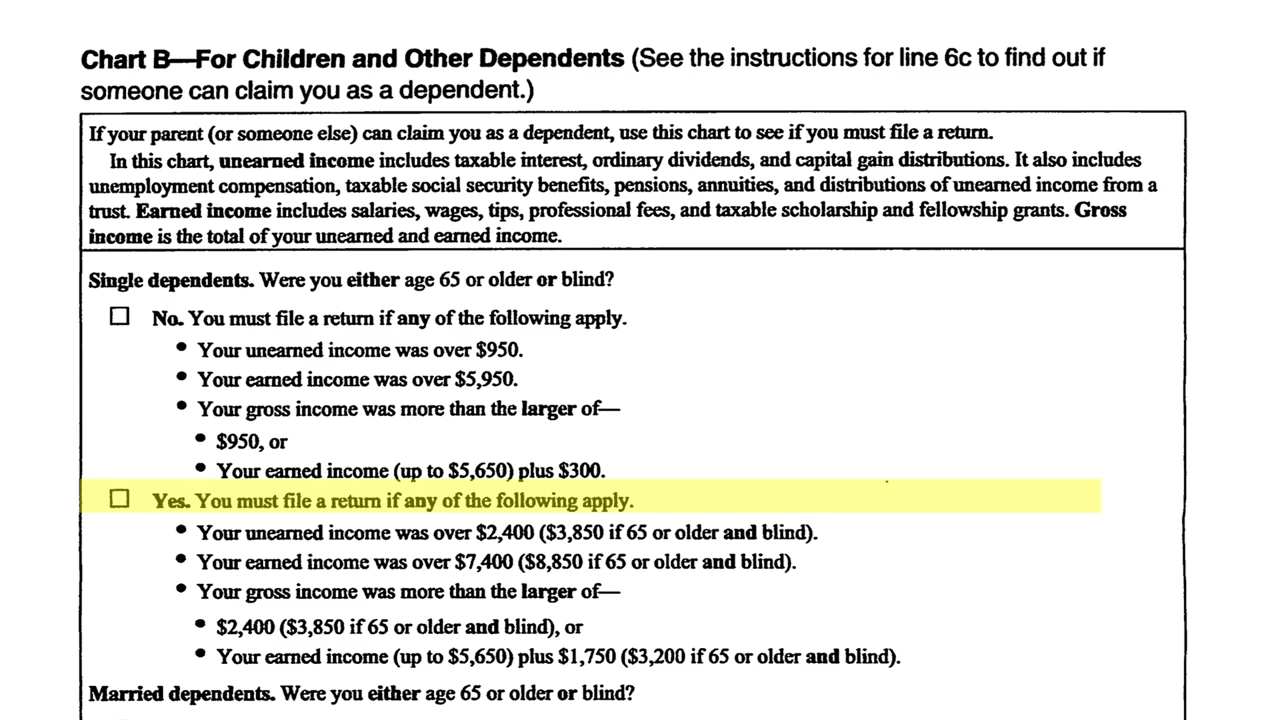 Chart B—For Children and Other Dependents (See the instructions for line 6c to find out if
someone can claim you as a dependent.)
If your parent (or someone else) can claim you as a dependent, use this chart to see if you must file a return.
In this chart, unearned income includes taxable interest, ordinary dividends, and capital gain distributions. It also includes
unemployment compensation, taxable social security benefits, pensions, annuities, and distributions of unearned income from a
trust. Earned income includes salaries, wages, tips, professional fees, and taxable scholarship and fellowship grants. Gross
income is the total of your unearned and earned income.
Single dependents. Were you either age 65 or older or blind?
☐ No. You must file a return if any of the following apply.
• Your unearned income was over $950.
• Your earned income was over $5,950.
• Your gross income was more than the larger of—
• $950, or
• Your earned income (up to $5,650) plus $300.
☐ Yes. You must file a return if any of the following apply.
• Your unearned income was over $2,400 ($3,850 if 65 or older and blind).
• Your earned income was over $7,400 ($8,850 if 65 or older and blind).
• Your gross income was more than the larger of—
• $2,400 ($3,850 if 65 or older and blind), or
• Your earned income (up to $5,650) plus $1,750 ($3,200 if 65 or older and blind).
Married dependents. Were you either age 65 or older or blind?